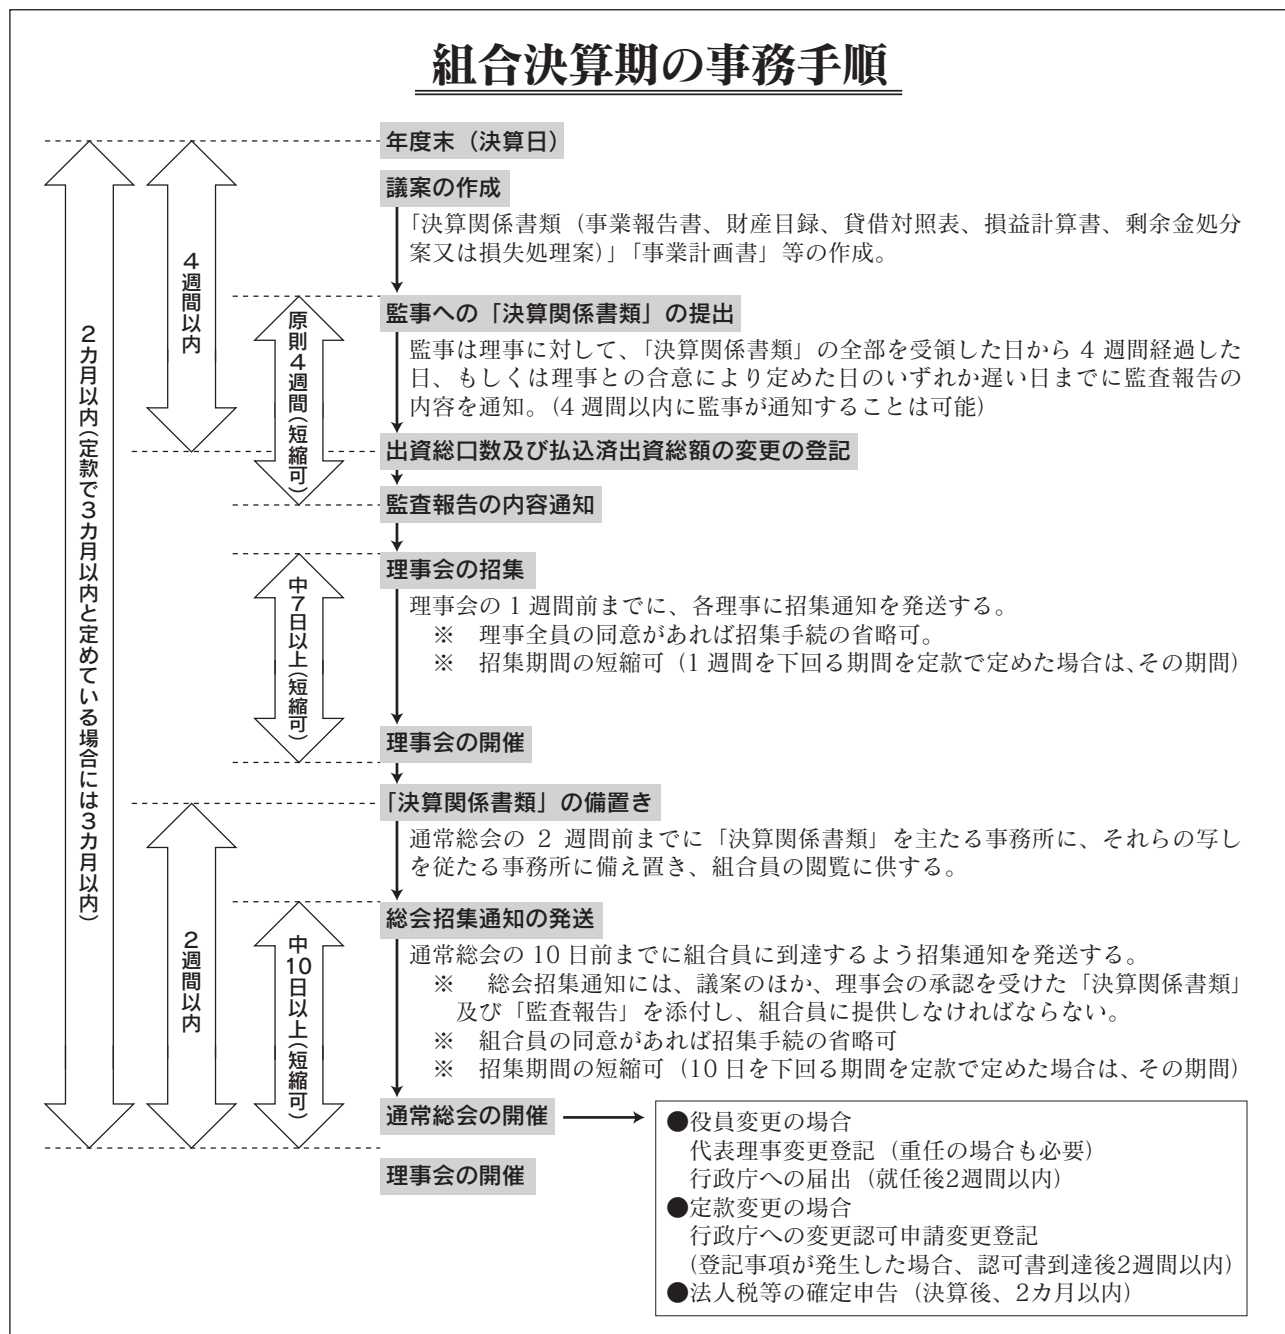 組合決算期の事務手順
年度末（決算日）
議案の作成
「決算関係書類（事業報告書、財産目録、貸借対照表、損益計算書、剰余金処分
案又は損失処理案）」「事業計画書」等の作成。
監事への「決算関係書類」の提出
監事は理事に対して、「決算関係書類」の全部を受領した日から 4 週間経過した
日、もしくは理事との合意により定めた日のいずれか遅い日までに監査報告の
内容を通知。（4 週間以内に監事が通知することは可能）
出資総口数及び払込済出資総額の変更の登記
監査報告の内容通知
理事会の招集
理事会の 1 週間前までに、各理事に招集通知を発送する。
※　理事全員の同意があれば招集手続の省略可。
※　招集期間の短縮可（1 週間を下回る期間を定款で定めた場合は、その期間）
理事会の開催
「決算関係書類」の備置き
通常総会の 2 週間前までに「決算関係書類」を主たる事務所に、それらの写し
を従たる事務所に備え置き、組合員の閲覧に供する。
総会招集通知の発送
通常総会の 10 日前までに組合員に到達するよう招集通知を発送する。
※　総会招集通知には、議案のほか、理事会の承認を受けた「決算関係書類」
及び「監査報告」を添付し、組合員に提供しなければならない。
※　組合員の同意があれば招集手続の省略可
※　招集期間の短縮可（10 日を下回る期間を定款で定めた場合は、その期間）
通常総会の開催
理事会の開催
●役員変更の場合
代表理事変更登記（重任の場合も必要）
行政庁への届出（就任後2週間以内）
●定款変更の場合
行政庁への変更認可申請変更登記
（登記事項が発生した場合、認可書到達後2週間以内）
●法人税等の確定申告（決算後、2カ月以内）
2カ月以内（定款で3カ月以内と定めている場合には3カ月以内）
4週間以内
原則4週間（短縮可）
中7日以上（短縮可）
2週間以内
中10日以上（短縮可）